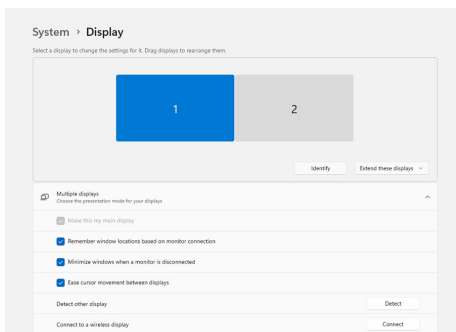 System > Display
Select a display to change the settings for it. Drag displays to rearrange them.
1
2
Identify
Extend these displays
Multiple displays
Choose the presentation mode for your displays
Make this my main display
Remember window locations based on monitor connection
Minimize windows when a monitor is disconnected
Ease cursor movement between displays
Detect other display
Detect
Connect to a wireless display
Connect